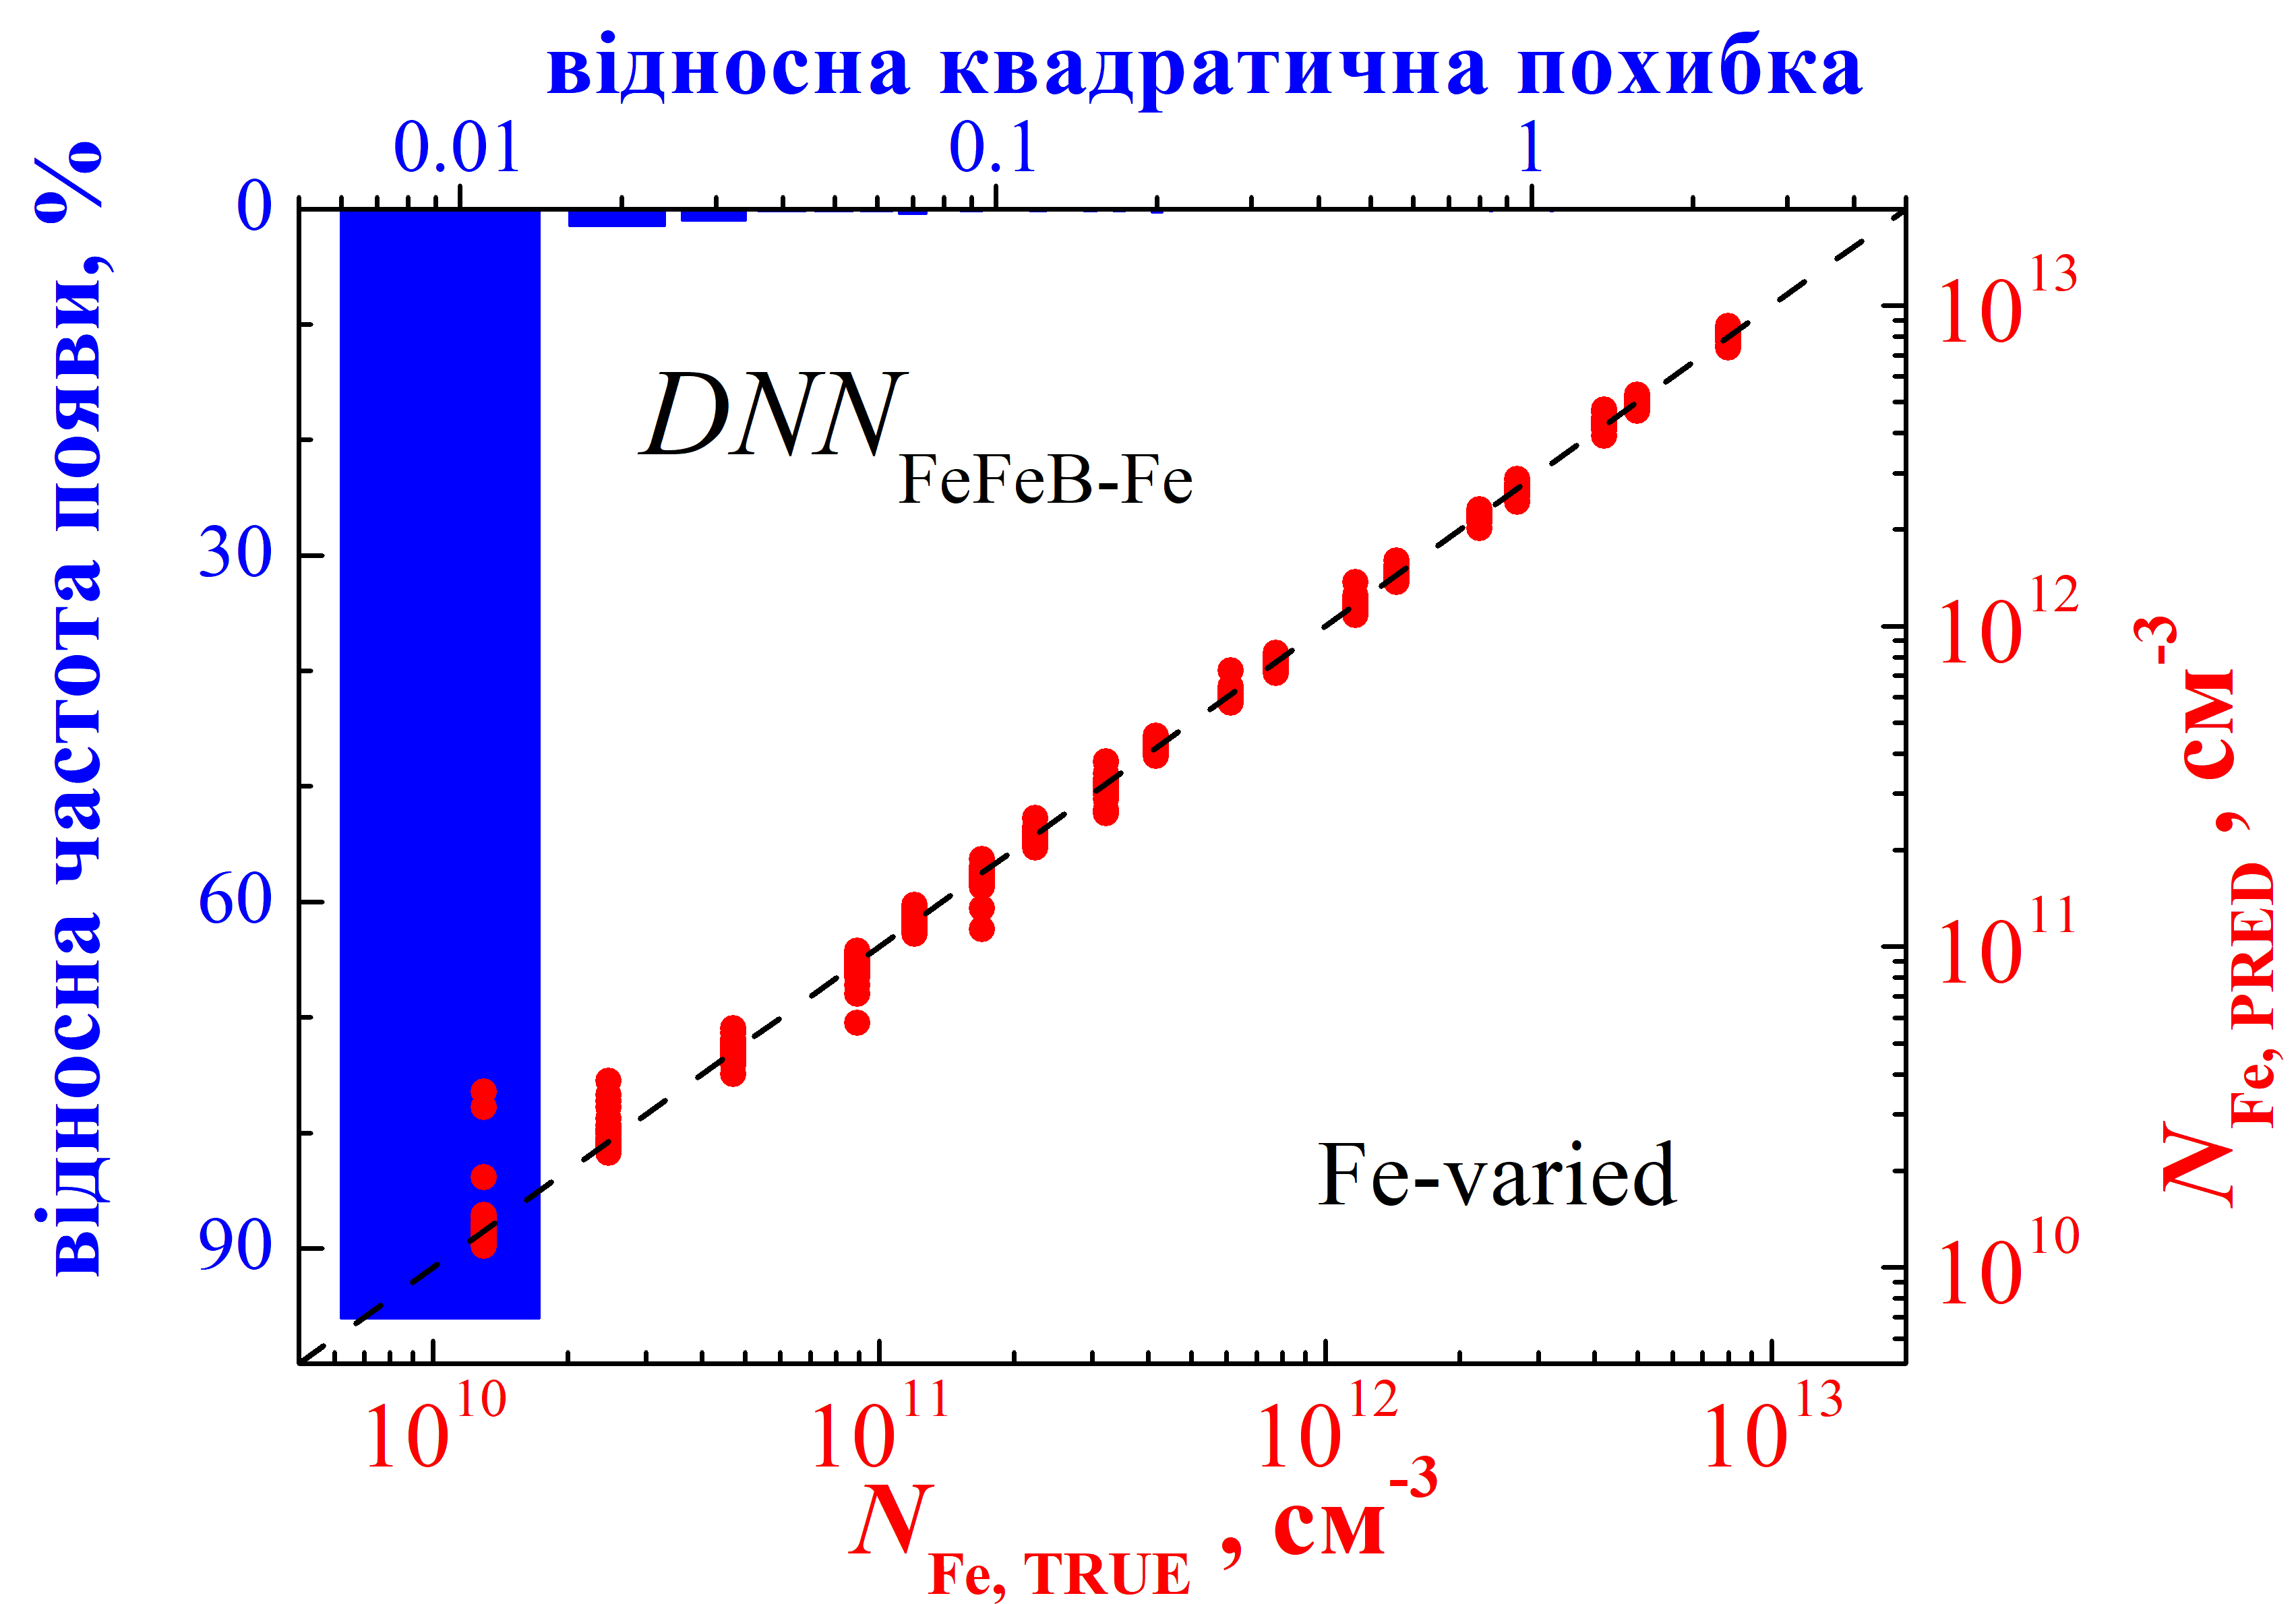 відносна квадратична похибка
0.01 0.1 1
відносна частота появи, %
0
30
60
90
DNN FeFeB-Fe
Fe-varied
10^13
10^12
10^11
10^10
N Fe, PRED , см^-3
10^10 10^11 10^12 10^13
N Fe, TRUE , см^-3